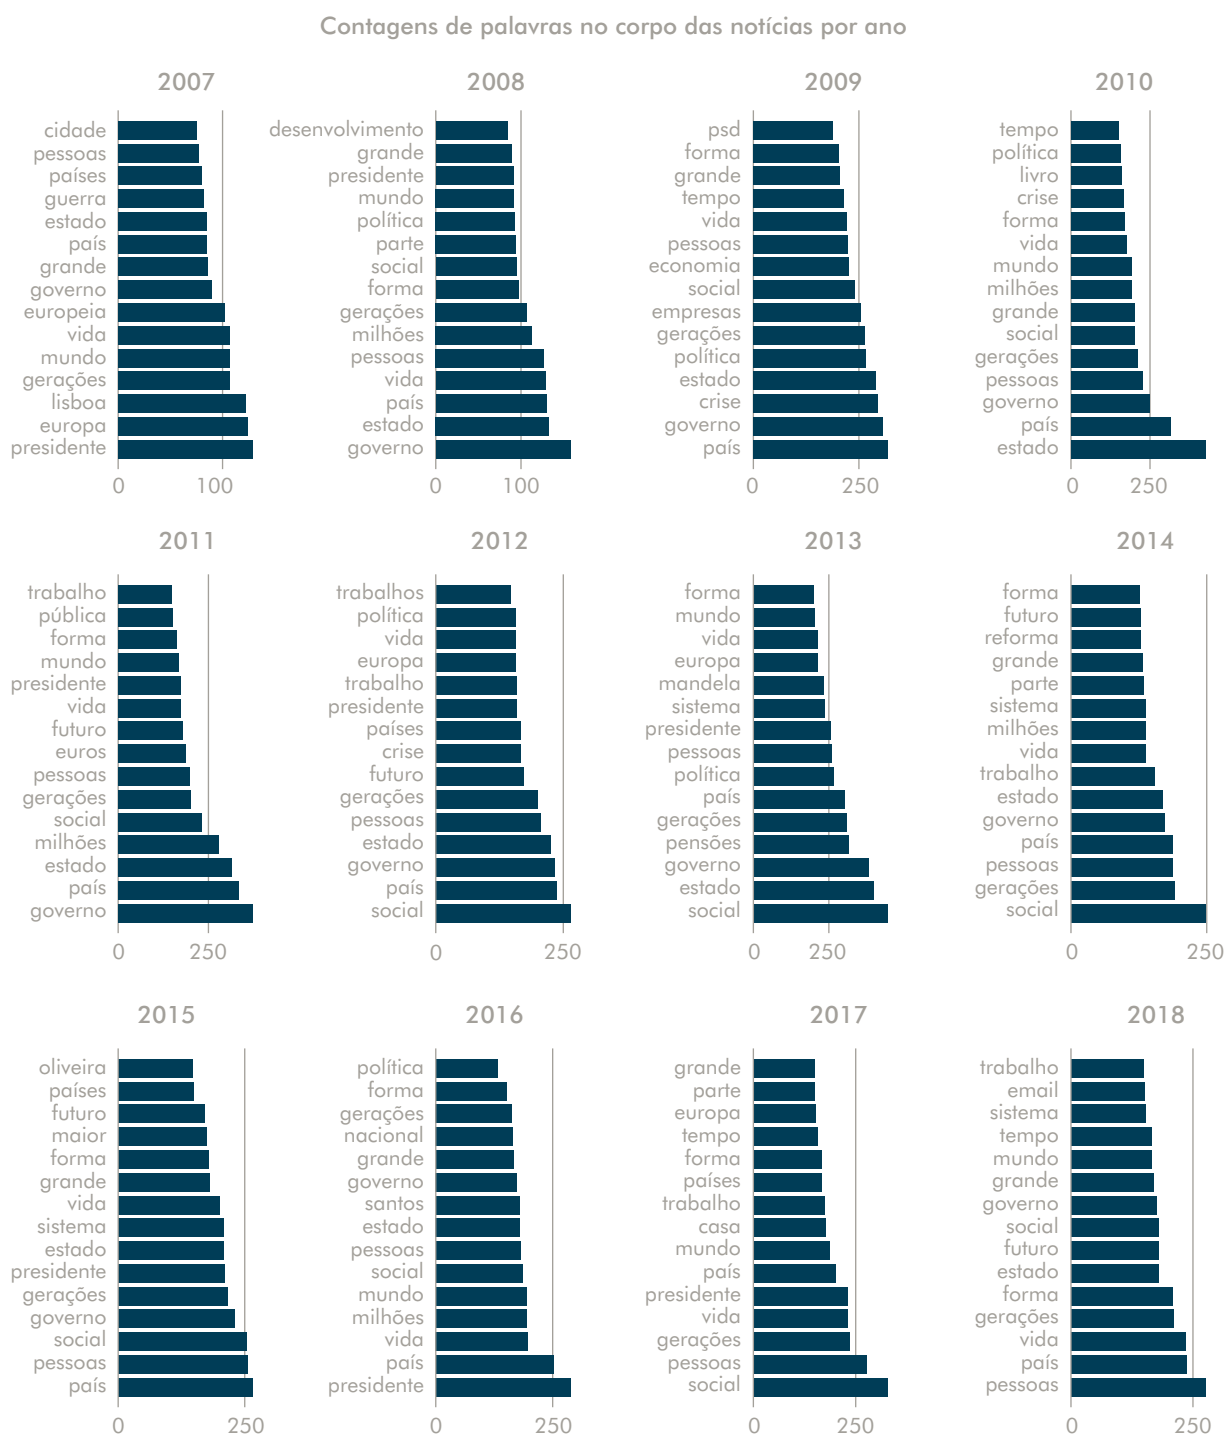 Contagens de palavras no corpo das notícias por ano
2007
cidade
pessoas
países
guerra
estado
país
grande
governo
europeia
vida
mundo
gerações
lisboa
europa
presidente
0 100
2008
desenvolvimento
grande
presidente
mundo
política
parte
social
forma
gerações
milhões
pessoas
vida
país
estado
governo
0 100
2009
psd
forma
grande
tempo
vida
pessoas
economia
social
empresas
gerações
política
estado
crise
governo
país
0 250
2010
tempo
política
livro
crise
forma
vida
mundo
milhões
grande
social
gerações
pessoas
governo
país
estado
0 250
2011
trabalho
pública
forma
mundo
presidente
vida
futuro
euros
pessoas
gerações
social
milhões
estado
país
governo
0 250
2012
trabalhos
política
vida
europa
trabalho
presidente
países
crise
futuro
gerações
pessoas
estado
governo
país
social
0 250
2013
forma
mundo
vida
europa
mandela
sistema
presidente
pessoas
política
país
gerações
pensões
governo
estado
social
0 250
2014
forma
futuro
reforma
grande
parte
sistema
milhões
vida
trabalho
estado
governo
país
pessoas
gerações
social
0 250
2015
oliveira
países
futuro
maior
forma
grande
vida
sistema
estado
presidente
gerações
governo
social
pessoas
país
0 250
2016
política
forma
gerações
nacional
grande
governo
santos
estado
pessoas
social
mundo
milhões
vida
país
presidente
0 250
2017
grande
parte
europa
tempo
forma
países
trabalho
casa
mundo
país
presidente
vida
gerações
pessoas
social
0 250
2018
trabalho
email
sistema
tempo
mundo
grande
governo
social
futuro
estado
forma
gerações
vida
país
pessoas
0 250